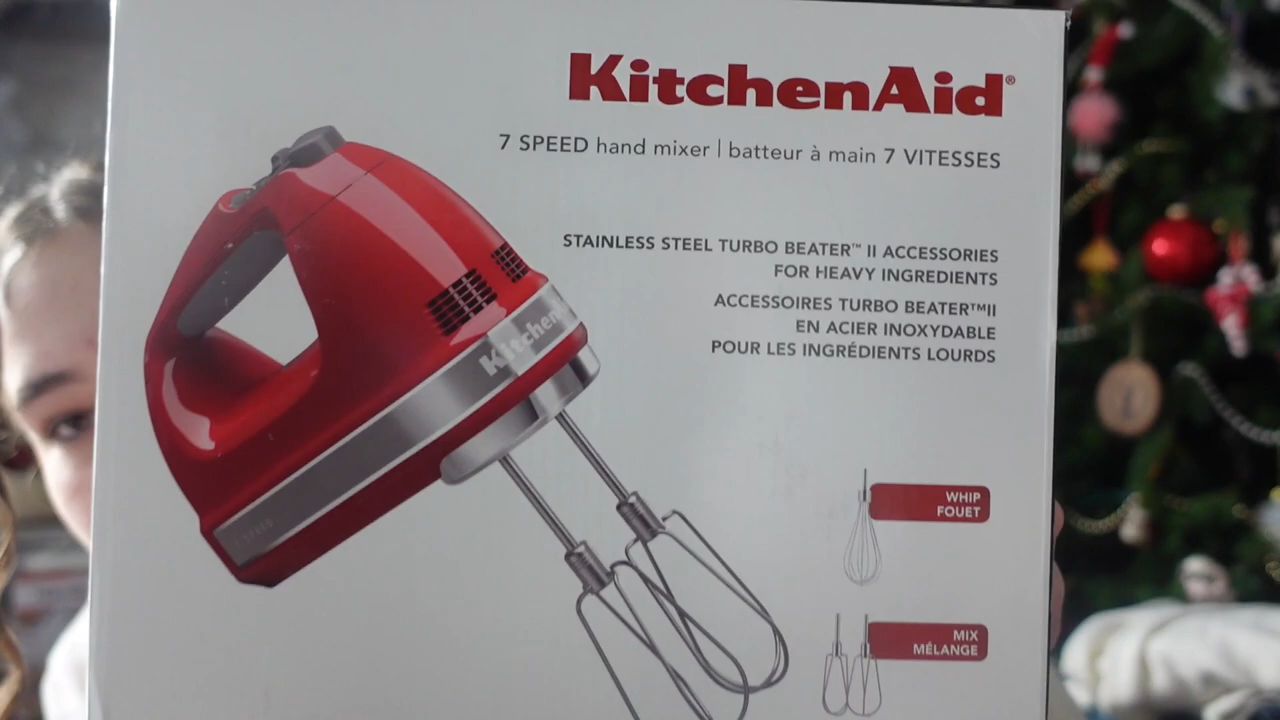 KitchenAid®
7 SPEED hand mixer | batteur à main 7 VITESSES
STAINLESS STEEL TURBO BEATER™ II ACCESSORIES
FOR HEAVY INGREDIENTS
ACCESSOIRES TURBO BEATER™II
EN ACIER INOXYDABLE
POUR LES INGRÉDIENTS LOURDS
KitchenAid
WHIP
FOUET
MIX
MÉLANGE